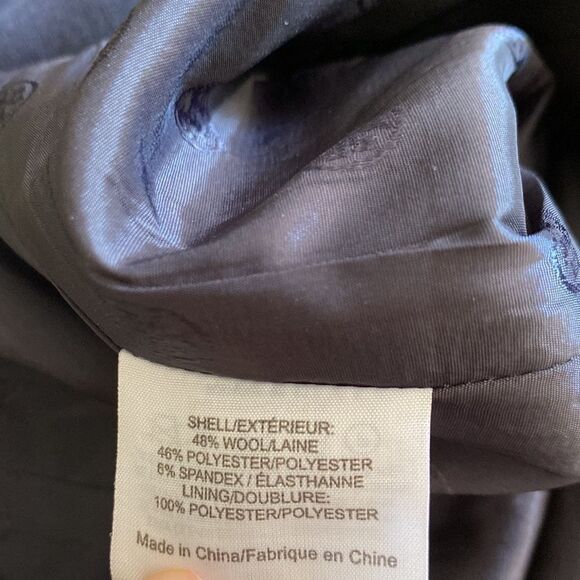 SHELL/EXTÉRIEUR:
48% WOOL/LAINE
46% POLYESTER/POLYESTER
6% SPANDEX / ÉLASTHANNE
LINING/DOUBLURE:
100% POLYESTER/POLYESTER
Made in China/Fabrique en Chine